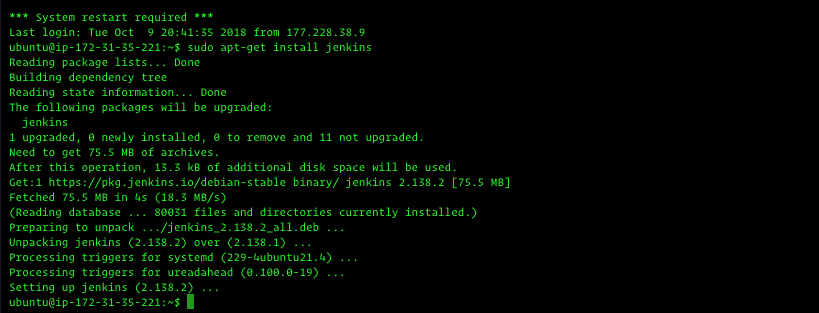 *** System restart required ***
Last login: Tue Oct  9 20:41:35 2018 from 177.228.38.9
ubuntu@ip-172-31-35-221:~$ sudo apt-get install jenkins
Reading package lists... Done
Building dependency tree
Reading state information... Done
The following packages will be upgraded:
  jenkins
1 upgraded, 0 newly installed, 0 to remove and 11 not upgraded.
Need to get 75.5 MB of archives.
After this operation, 13.3 kB of additional disk space will be used.
Get:1 https://pkg.jenkins.io/debian-stable binary/ jenkins 2.138.2 [75.5 MB]
Fetched 75.5 MB in 4s (18.3 MB/s)
(Reading database ... 80031 files and directories currently installed.)
Preparing to unpack .../jenkins_2.138.2_all.deb ...
Unpacking jenkins (2.138.2) over (2.138.1) ...
Processing triggers for systemd (229-4ubuntu21.4) ...
Processing triggers for ureadahead (0.100.0-19) ...
Setting up jenkins (2.138.2) ...
ubuntu@ip-172-31-35-221:~$